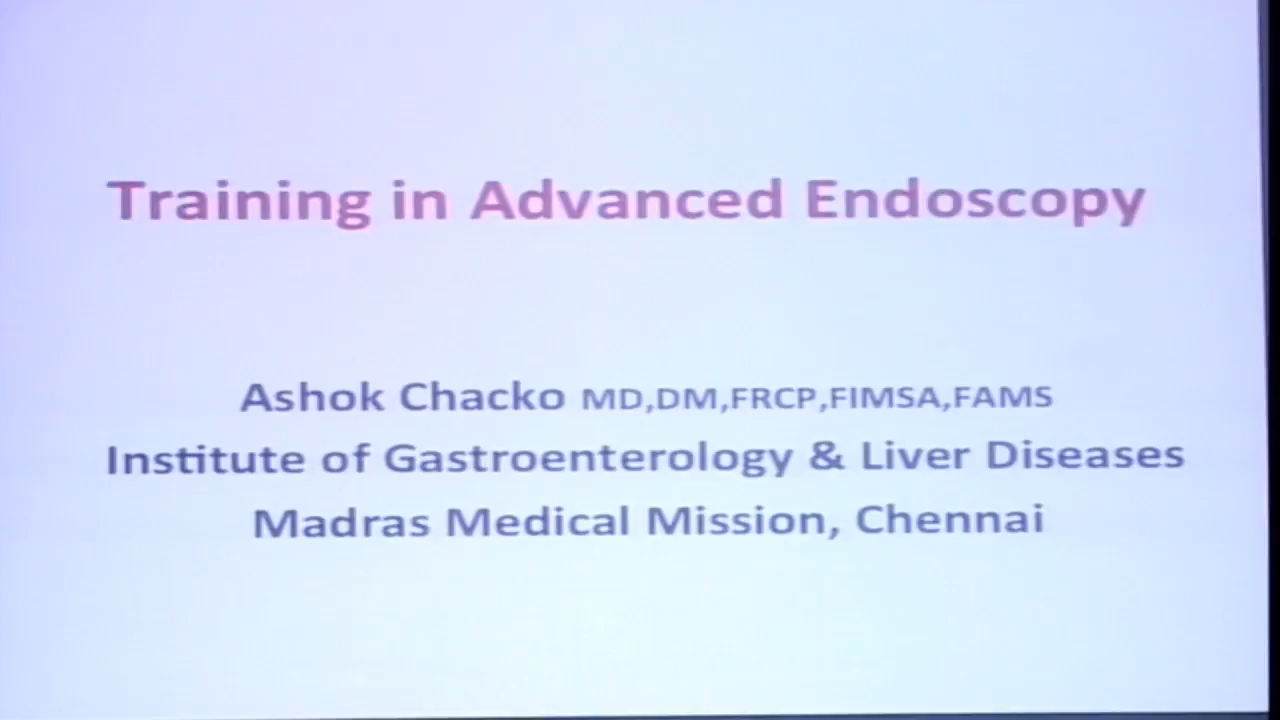 Training in Advanced Endoscopy
Ashok Chacko MD,DM,FRCP,FIMSA,FAMS
Institute of Gastroenterology & Liver Diseases
Madras Medical Mission, Chennai